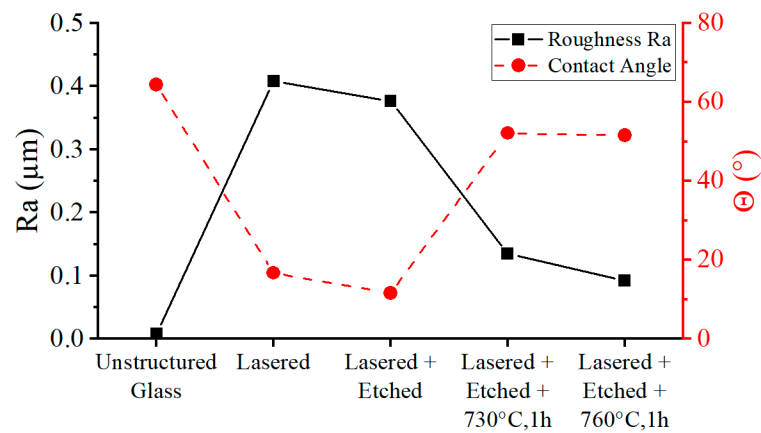 0.5
0.4
0.3
0.2
0.1
0.0
Ra (μm)
Roughness Ra
Contact Angle
80
60
40
20
0
Θ (°)
Unstructured
Glass
Lasered
Lasered +
Etched
Lasered +
Etched +
730°C,1h
Lasered +
Etched +
760°C,1h